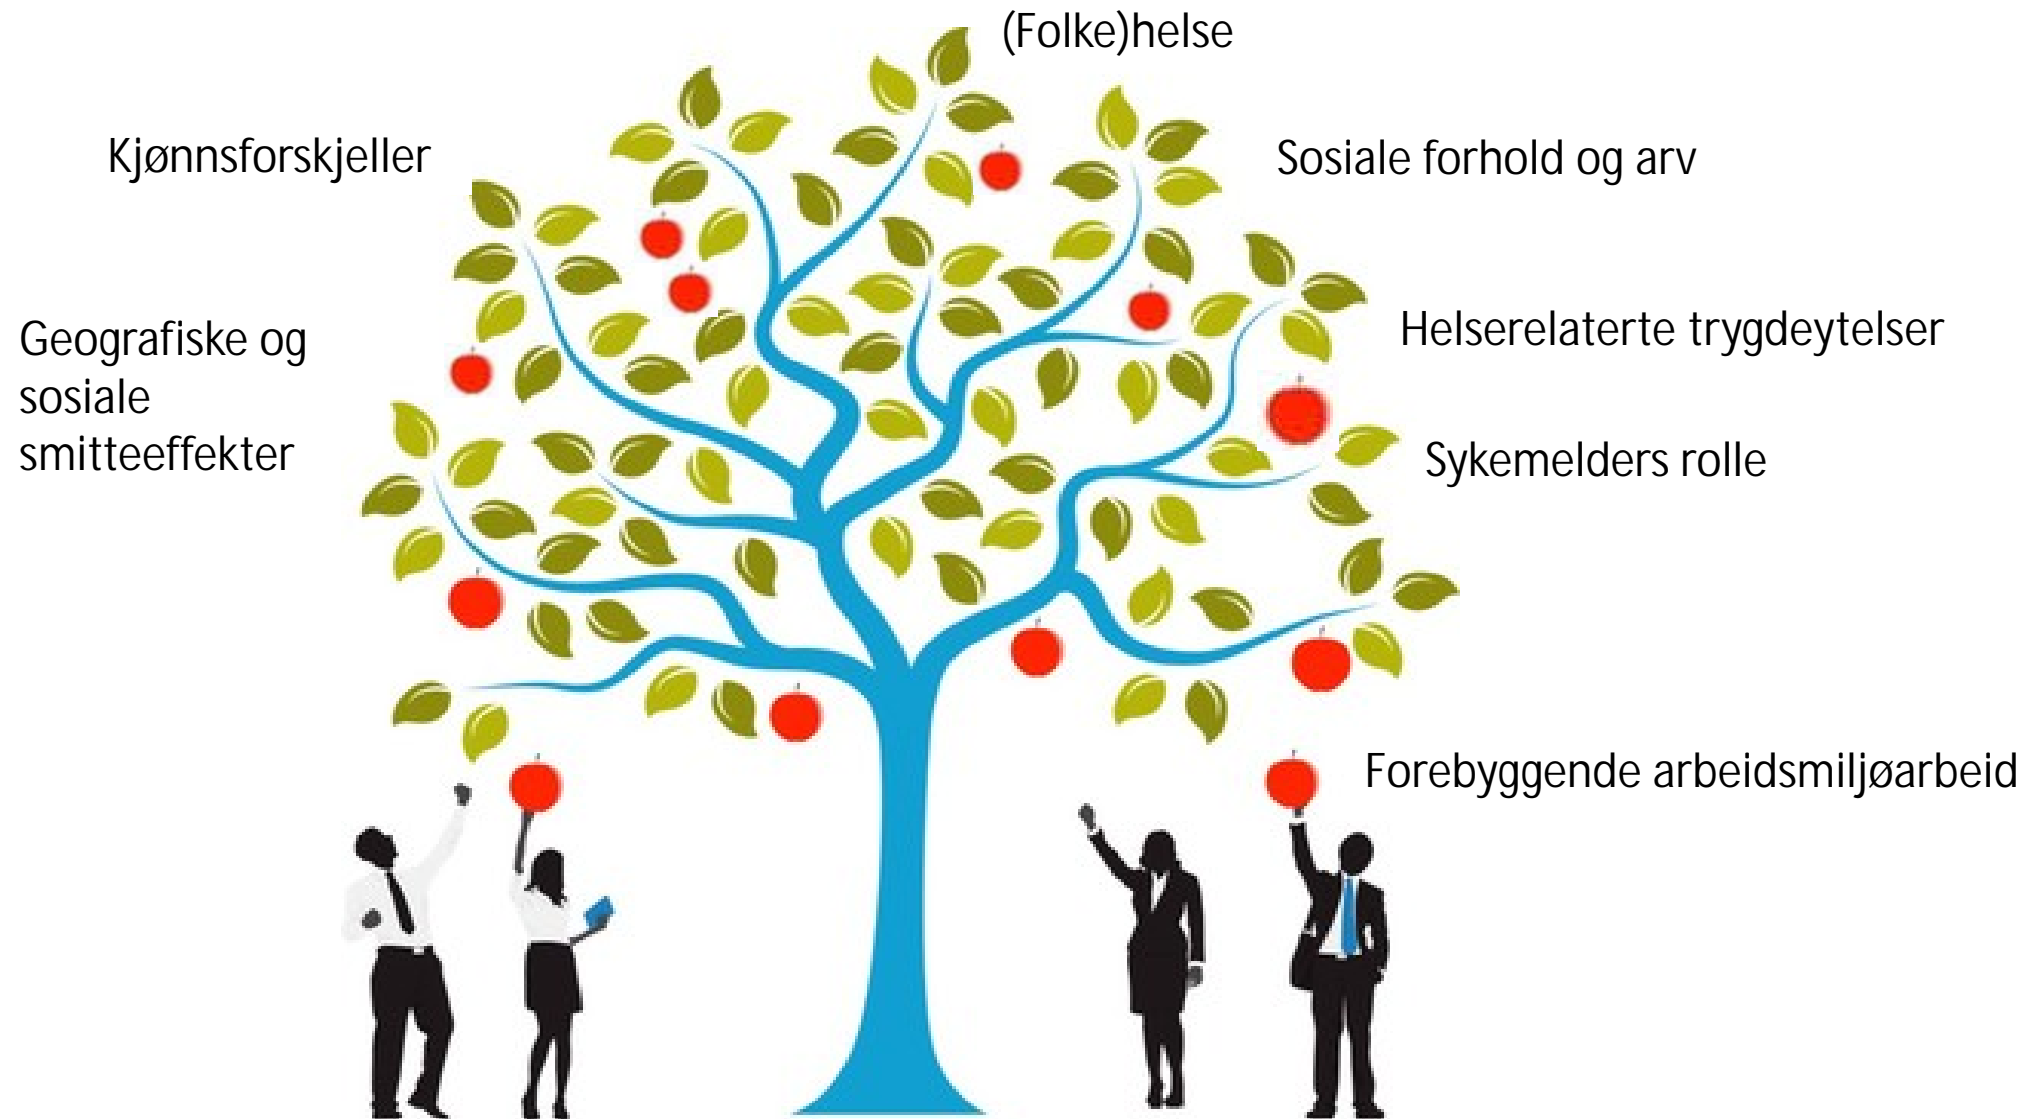 (Folke)helse
Kjønnsforskjeller
Sosiale forhold og arv
Geografiske og
sosiale
smitteeffekter
Helserelaterte trygdeytelser
Sykemelders rolle
Forebyggende arbeidsmiljøarbeid